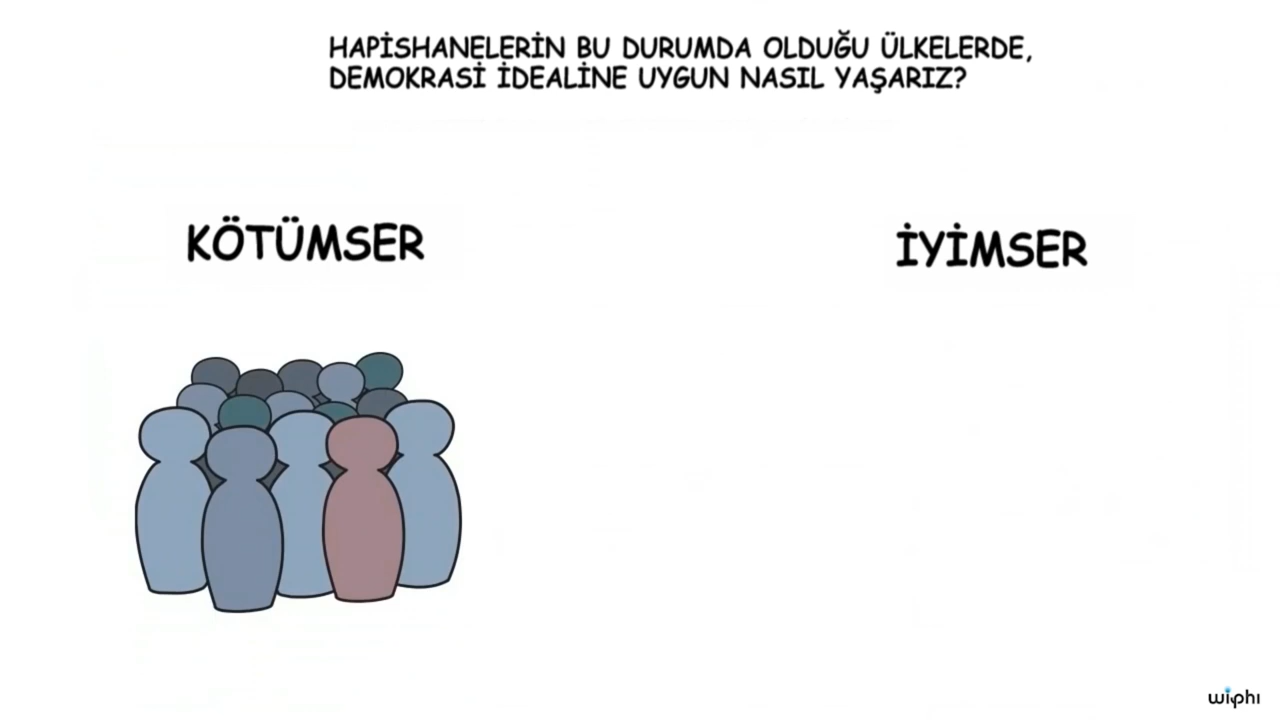 HAPİSHANELERİN BU DURUMDA OLDUĞU ÜLKELERDE,
DEMOKRASİ İDEALİNE UYGUN NASIL YAŞARIZ?
KÖTÜMSER
İYİMSER
wiphi